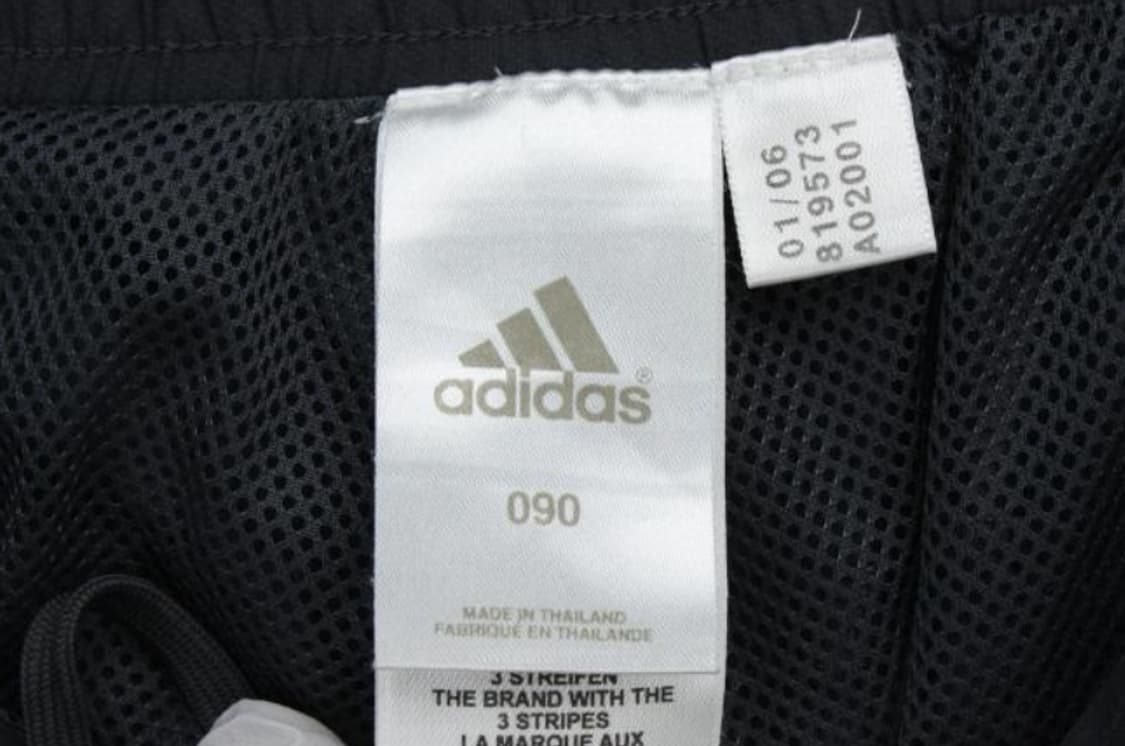 adidas®
090
MADE IN THAILAND
FABRIQUE EN THAILANDE
3 STREIFEN
THE BRAND WITH THE
3 STRIPES
LA MARQUE AUX
01/06
819573
A02001